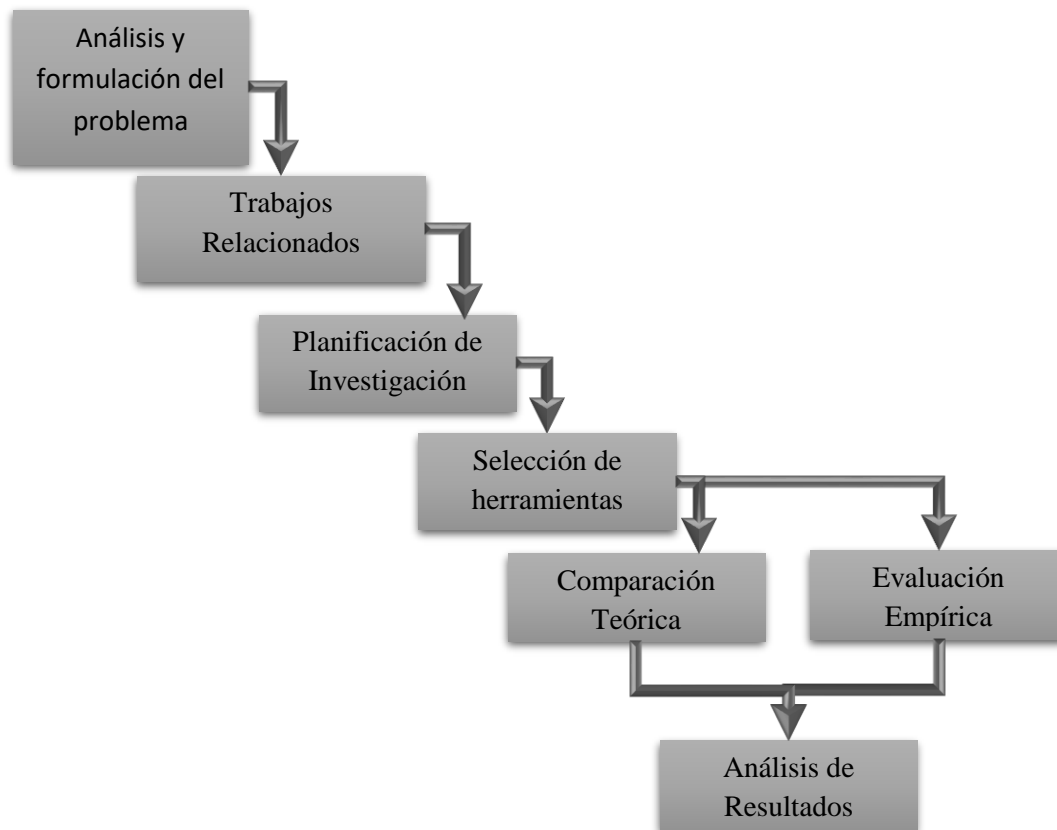 Análisis y
formulación del
problema
Trabajos
Relacionados
Planificación de
Investigación
Selección de
herramientas
Comparación
Teórica
Evaluación
Empírica
Análisis de
Resultados